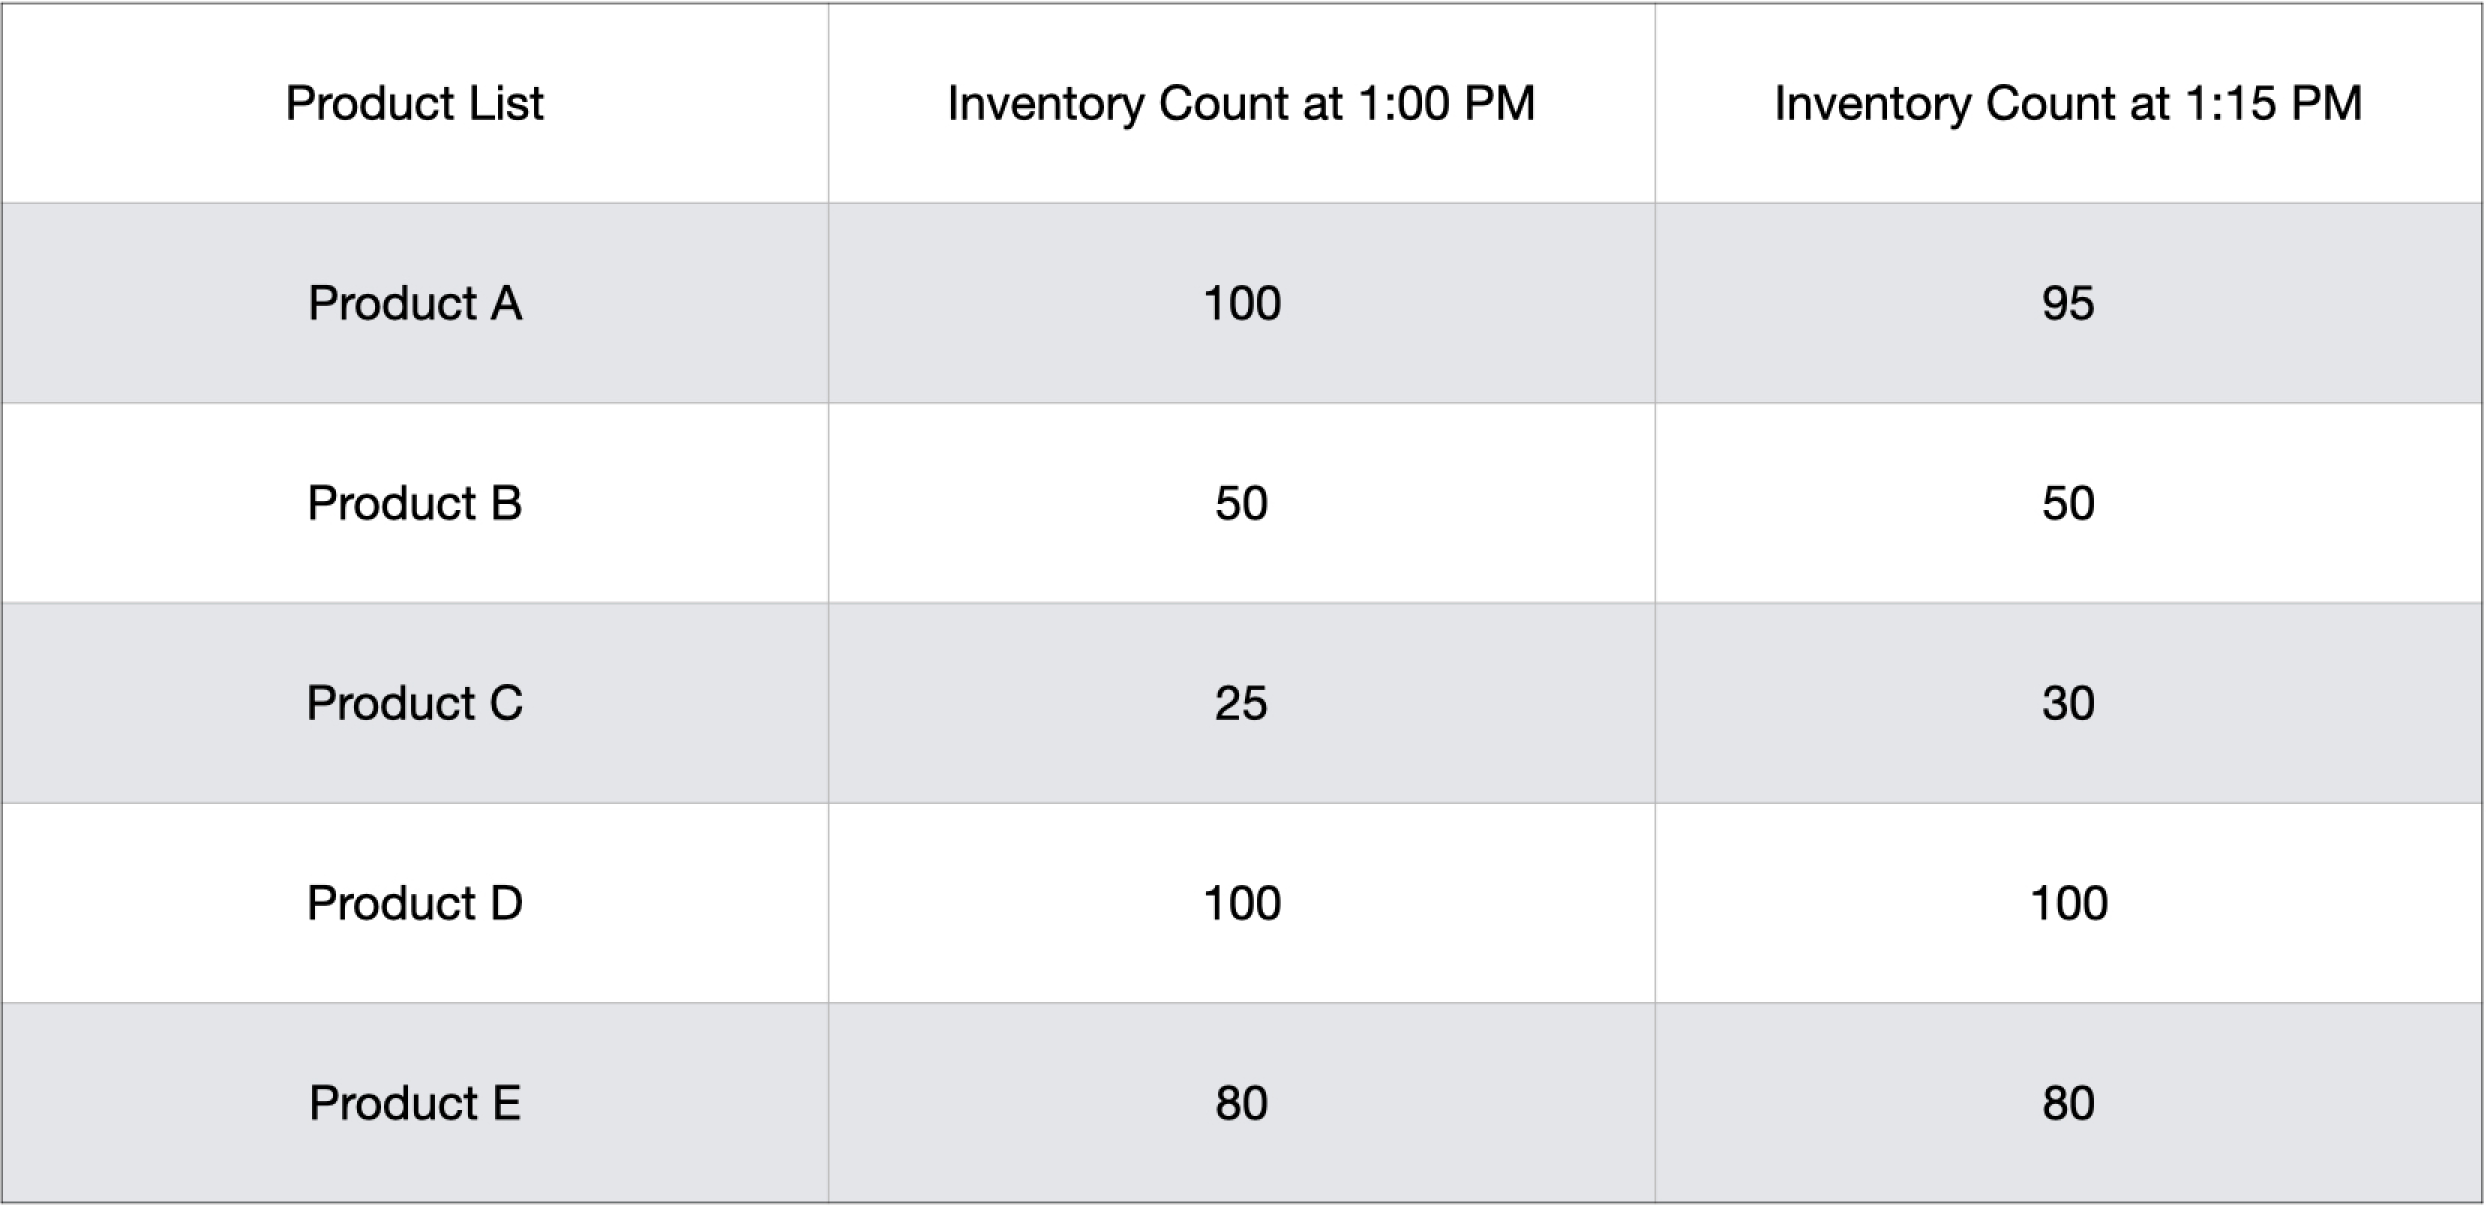 Product List Inventory Count at 1:00 PM Inventory Count at 1:15 PM
Product A 100 95
Product B 50 50
Product C 25 30
Product D 100 100
Product E 80 80